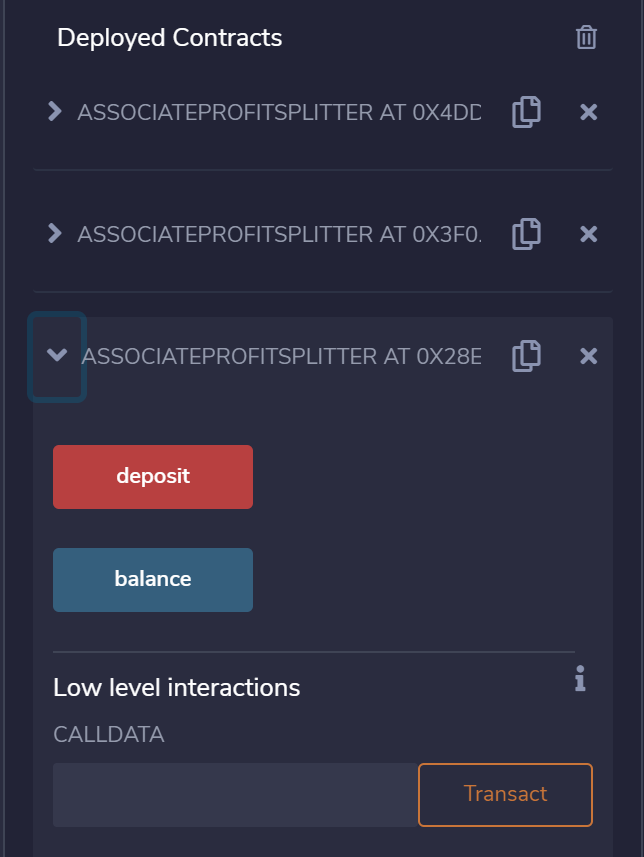 Deployed Contracts
ASSOCIATEPROFITSPLITTER AT 0X4DD
ASSOCIATEPROFITSPLITTER AT 0X3F0.
ASSOCIATEPROFITSPLITTER AT 0X28E
deposit
balance
Low level interactions
CALLDATA
Transact